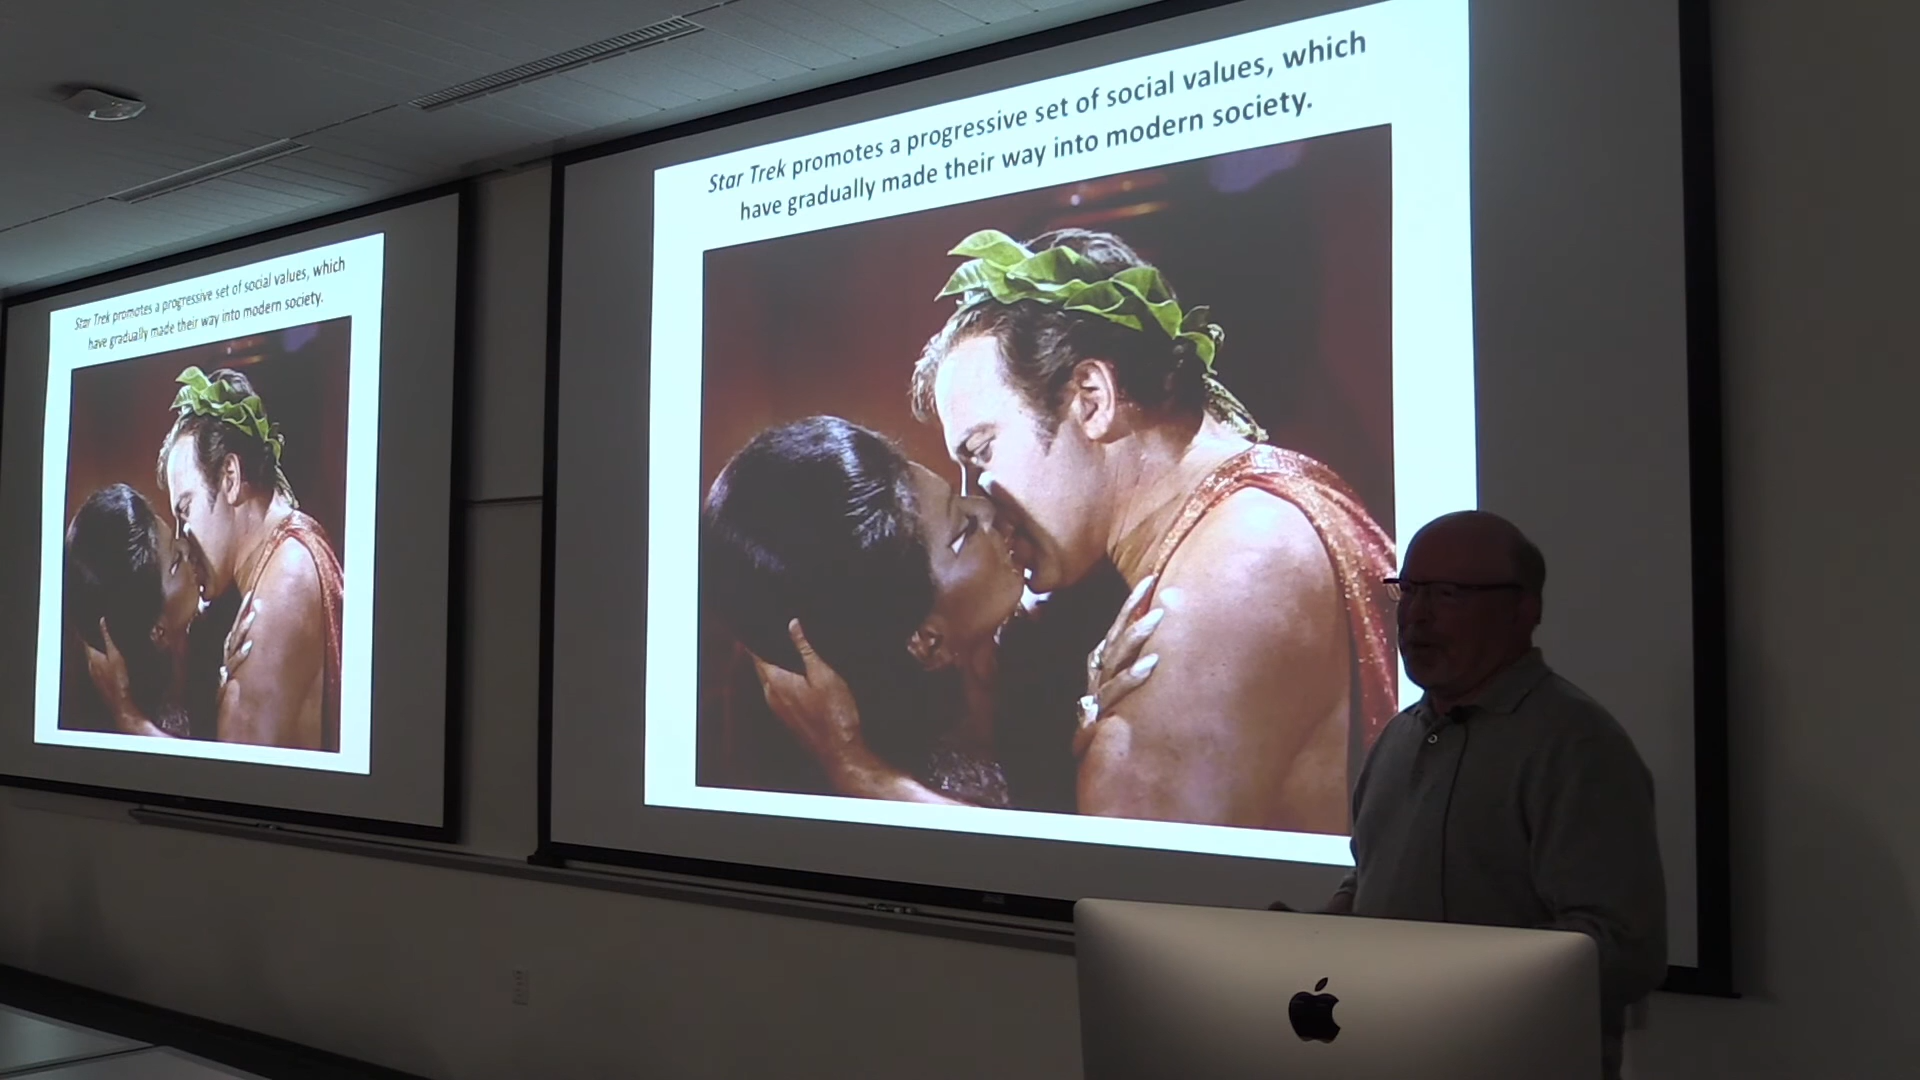 Star Trek promotes a progressive set of social values, which
have gradually made their way into modern society.
Star Trek promotes a progressive set of social values, which
have gradually made their way into modern society.